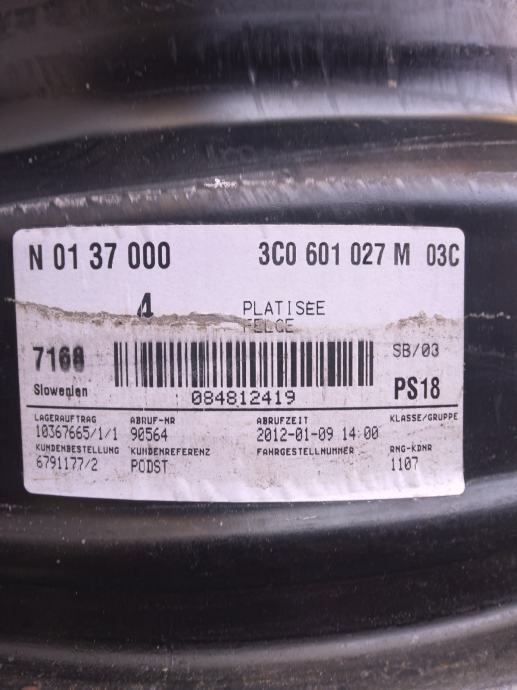 N 01 37 000 3C0 601 027 M 03C
4 PLATISEE
FELGE
7168 SB/03
Slowenien 084812419 PS18
LAGERAUFTRAG ABRUF-NR ABRUFZEIT KLASSE/GRUPPE
10367665/1/1 90564 2012-01-09 14:00
KUNDENBESTELLUNG KUNDENREFERENZ FAHRGESTELLNUMMER RNG-KDNR
6791177/2 PODST 1107